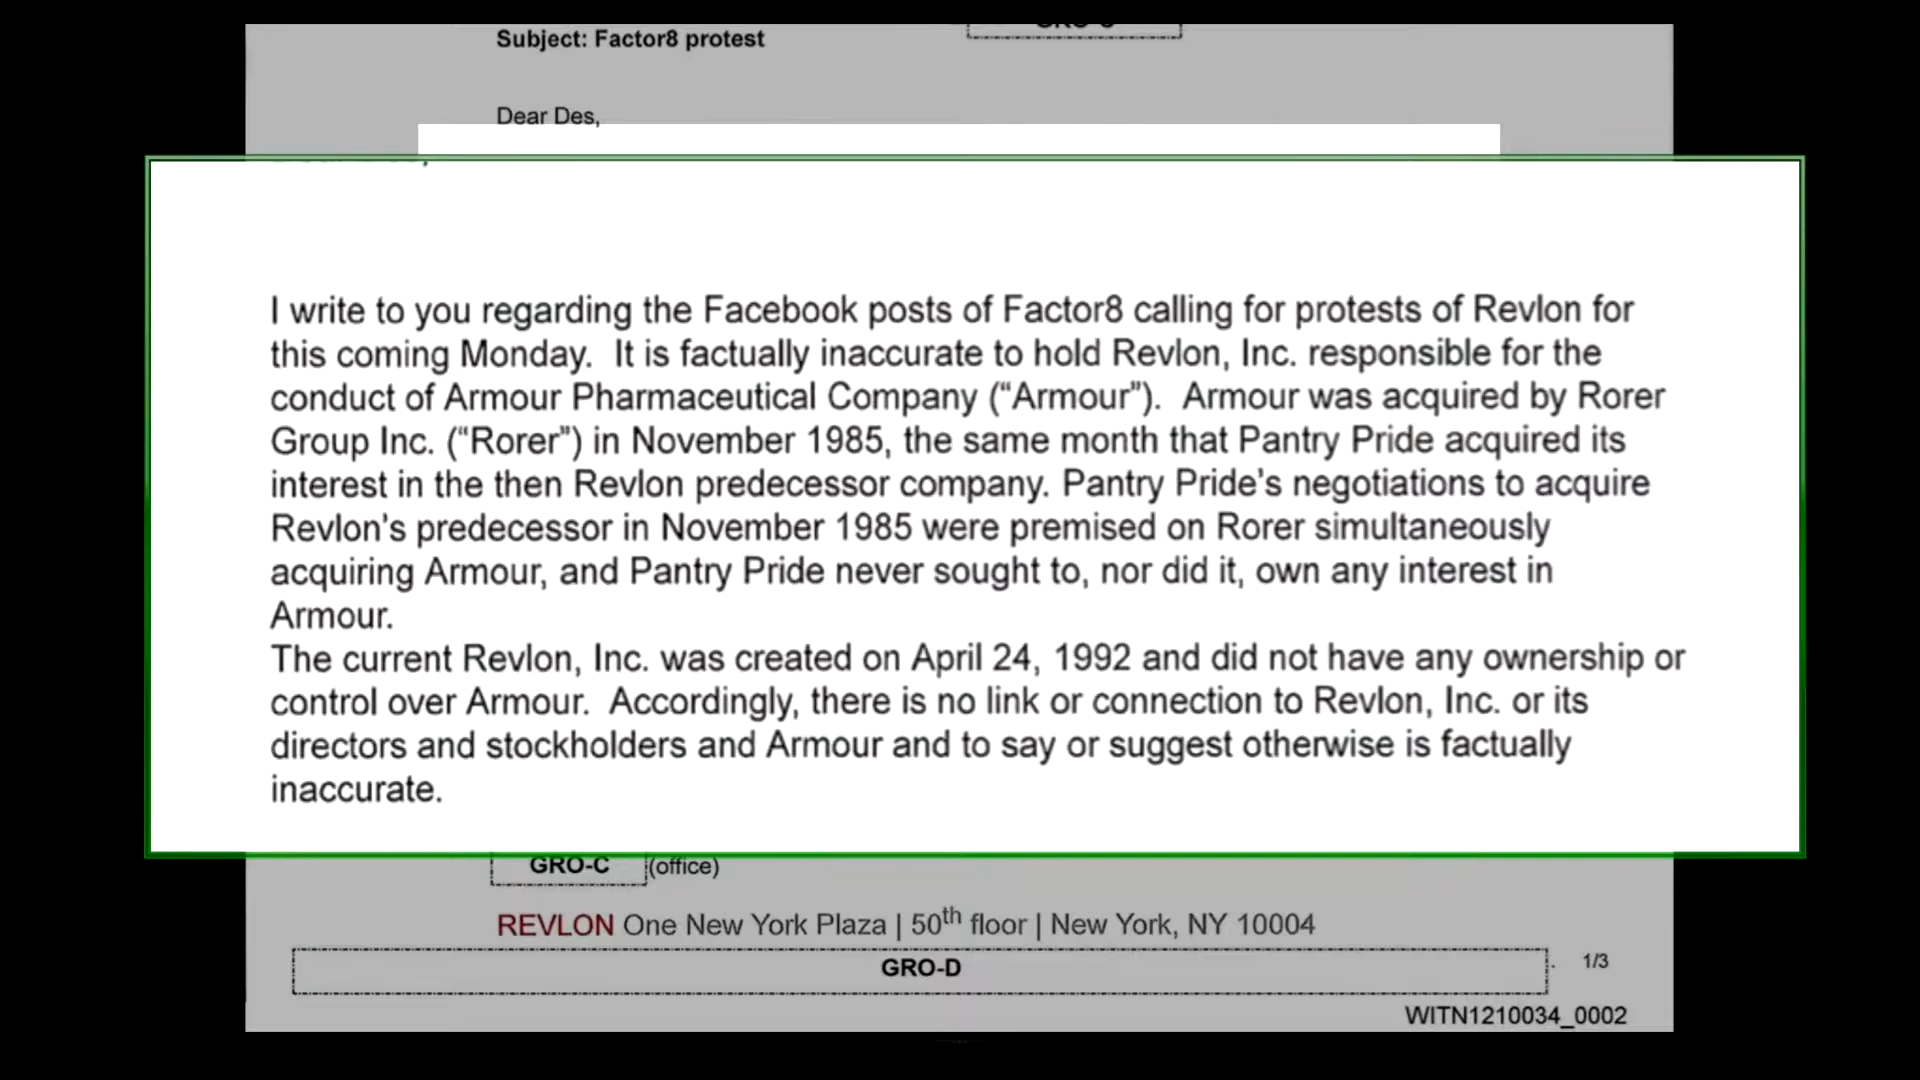 Subject: Factor8 protest
Dear Des,
I write to you regarding the Facebook posts of Factor8 calling for protests of Revlon for
this coming Monday.  It is factually inaccurate to hold Revlon, Inc. responsible for the
conduct of Armour Pharmaceutical Company (“Armour”).  Armour was acquired by Rorer
Group Inc. (“Rorer”) in November 1985, the same month that Pantry Pride acquired its
interest in the then Revlon predecessor company. Pantry Pride’s negotiations to acquire
Revlon’s predecessor in November 1985 were premised on Rorer simultaneously
acquiring Armour, and Pantry Pride never sought to, nor did it, own any interest in
Armour.
The current Revlon, Inc. was created on April 24, 1992 and did not have any ownership or
control over Armour.  Accordingly, there is no link or connection to Revlon, Inc. or its
directors and stockholders and Armour and to say or suggest otherwise is factually
inaccurate.
GRO-C (office)
REVLON One New York Plaza | 50th floor | New York, NY 10004
GRO-D
1/3
WITN1210034_0002